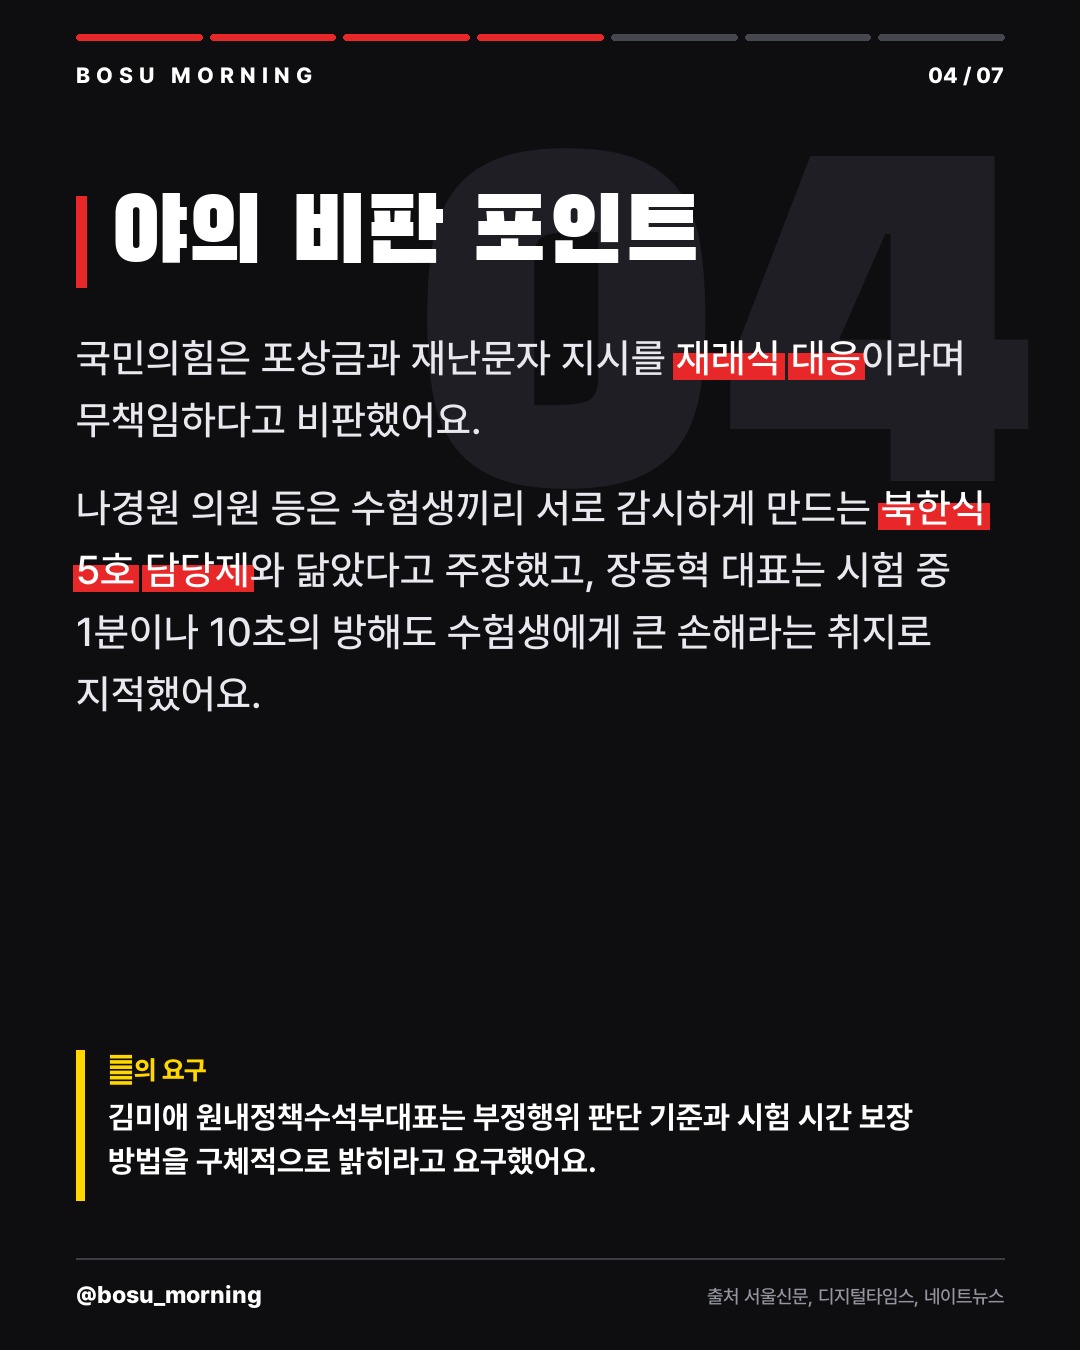 BOSU MORNING
04 / 07
04
야의 비판 포인트
국민의힘은 포상금과 재난문자 지시를 재래식 대응이라며
무책임하다고 비판했어요.
나경원 의원 등은 수험생끼리 서로 감시하게 만드는 북한식
5호 담당제와 닮았다고 주장했고, 장동혁 대표는 시험 중
1분이나 10초의 방해도 수험생에게 큰 손해라는 취지로
지적했어요.
의 요구
김미애 원내정책수석부대표는 부정행위 판단 기준과 시험 시간 보장
방법을 구체적으로 밝히라고 요구했어요.
@bosu_morning
출처 서울신문, 디지털타임스, 네이트뉴스